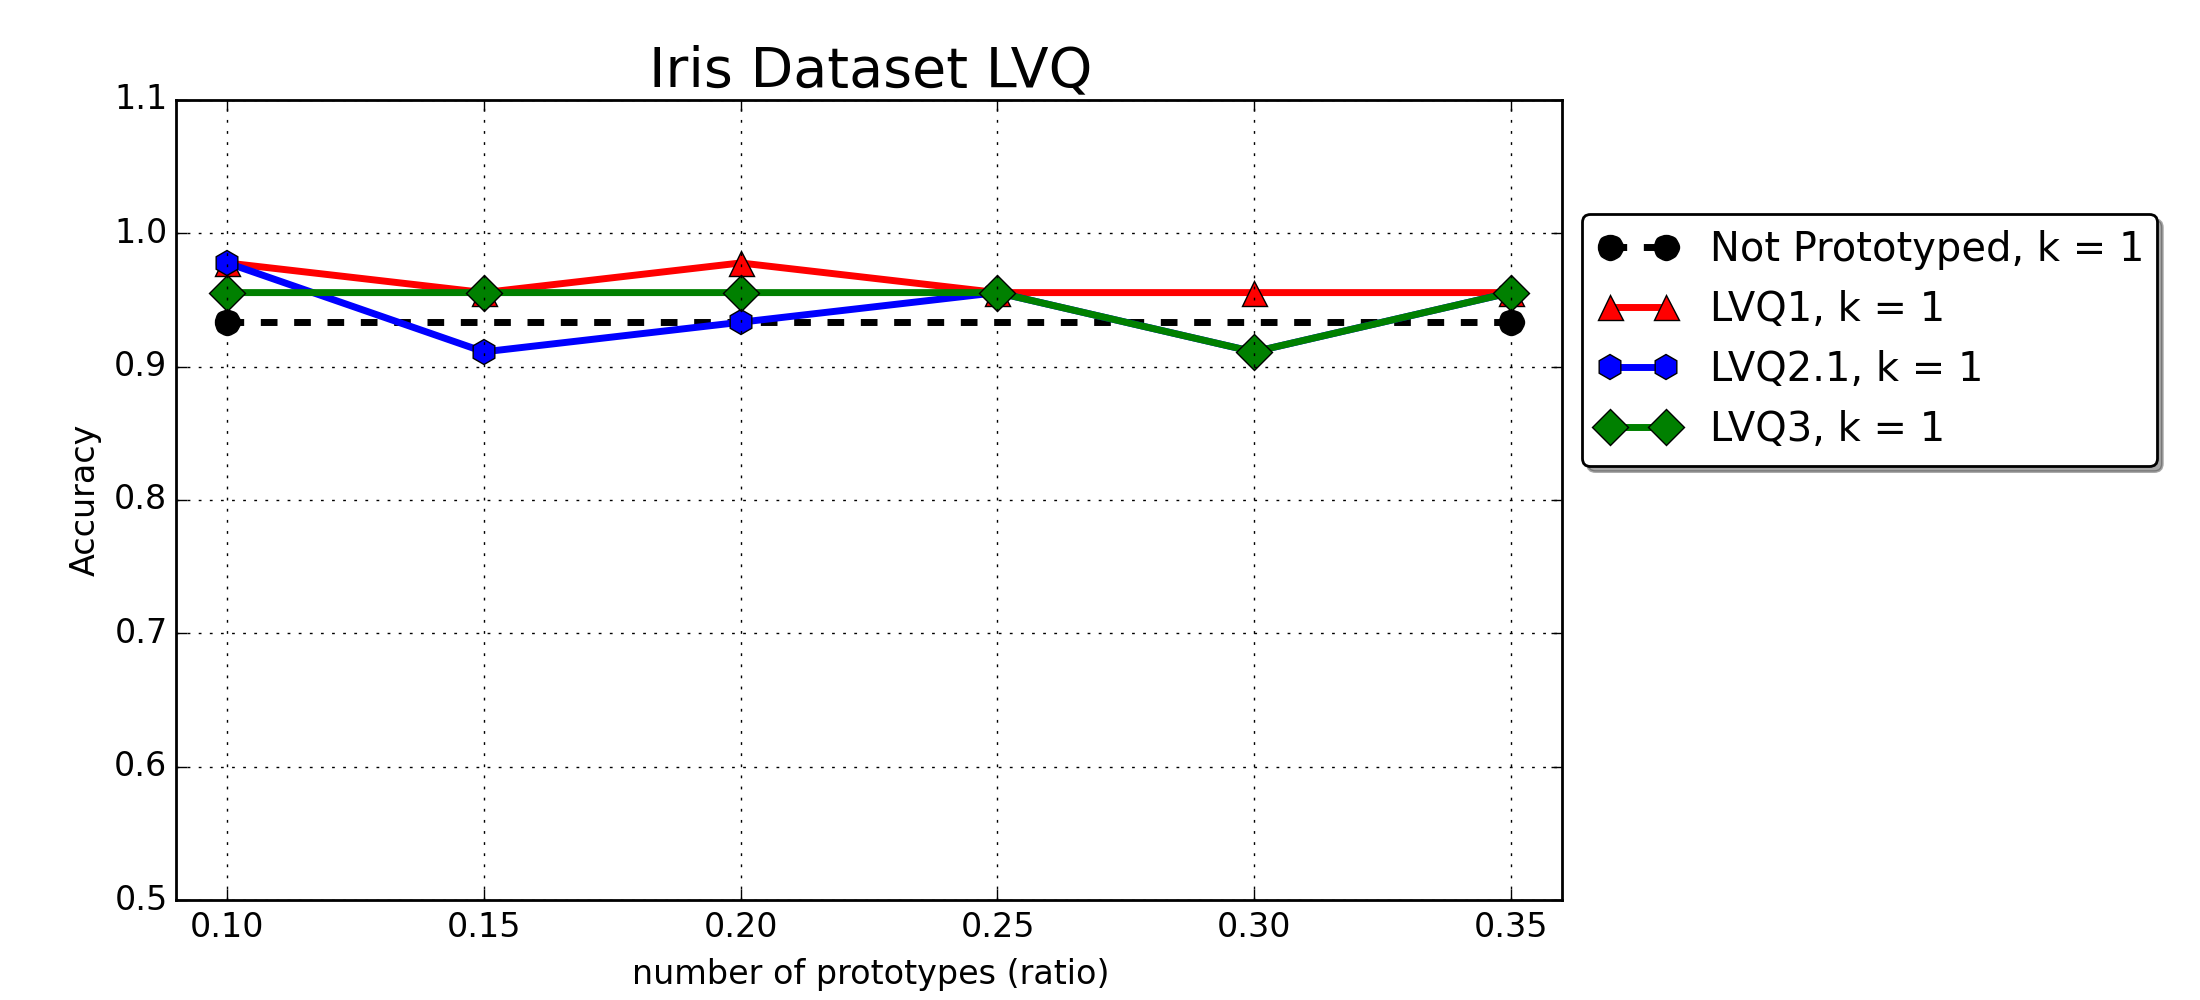 Iris Dataset LVQ
1.1
1.0
0.9
0.8
0.7
0.6
0.5
Accuracy
0.10 0.15 0.20 0.25 0.30 0.35
number of prototypes (ratio)
Not Prototyped, k = 1
LVQ1, k = 1
LVQ2.1, k = 1
LVQ3, k = 1